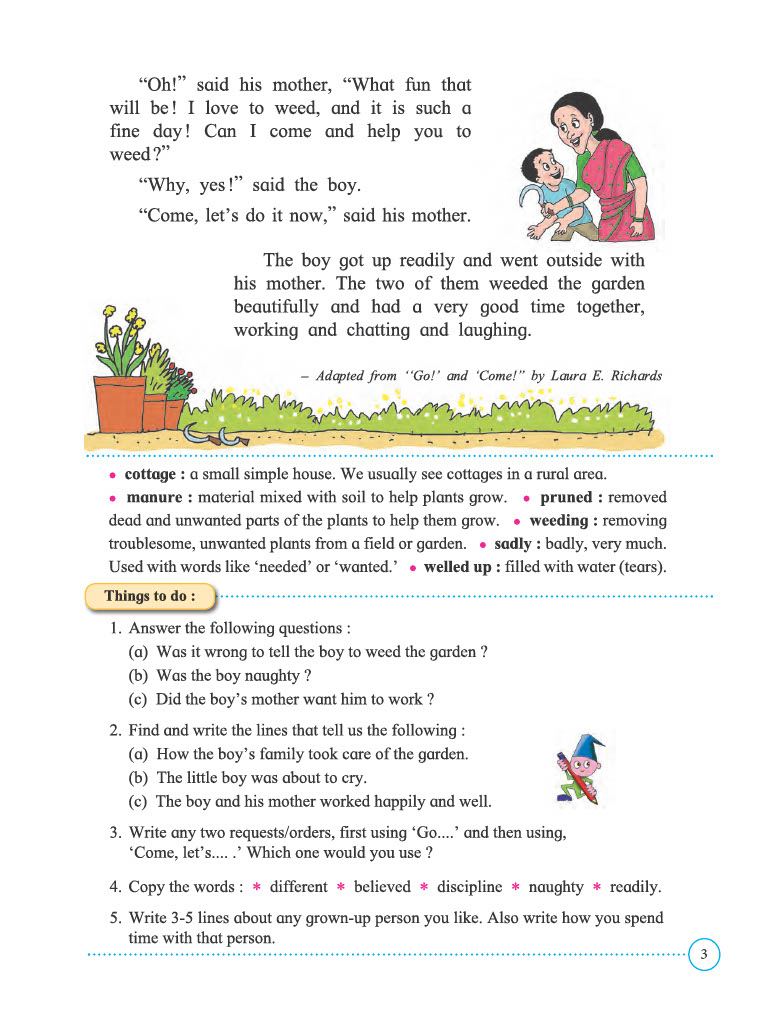 “Oh!” said his mother, “What fun that
will be! I love to weed, and it is such a
fine day! Can I come and help you to
weed?”
“Why, yes!” said the boy.
“Come, let’s do it now,” said his mother.
The boy got up readily and went outside with
his mother. The two of them weeded the garden
beautifully and had a very good time together,
working and chatting and laughing.
– Adapted from ‘‘Go!’ and ‘Come!” by Laura E. Richards
• cottage : a small simple house. We usually see cottages in a rural area.
• manure : material mixed with soil to help plants grow. • pruned : removed
dead and unwanted parts of the plants to help them grow. • weeding : removing
troublesome, unwanted plants from a field or garden. • sadly : badly, very much.
Used with words like ‘needed’ or ‘wanted.’ • welled up : filled with water (tears).
Things to do :
1. Answer the following questions :
(a) Was it wrong to tell the boy to weed the garden ?
(b) Was the boy naughty ?
(c) Did the boy’s mother want him to work ?
2. Find and write the lines that tell us the following :
(a) How the boy’s family took care of the garden.
(b) The little boy was about to cry.
(c) The boy and his mother worked happily and well.
3. Write any two requests/orders, first using ‘Go....’ and then using,
‘Come, let’s.... .’ Which one would you use ?
4. Copy the words : * different * believed * discipline * naughty * readily.
5. Write 3-5 lines about any grown-up person you like. Also write how you spend
time with that person.
3